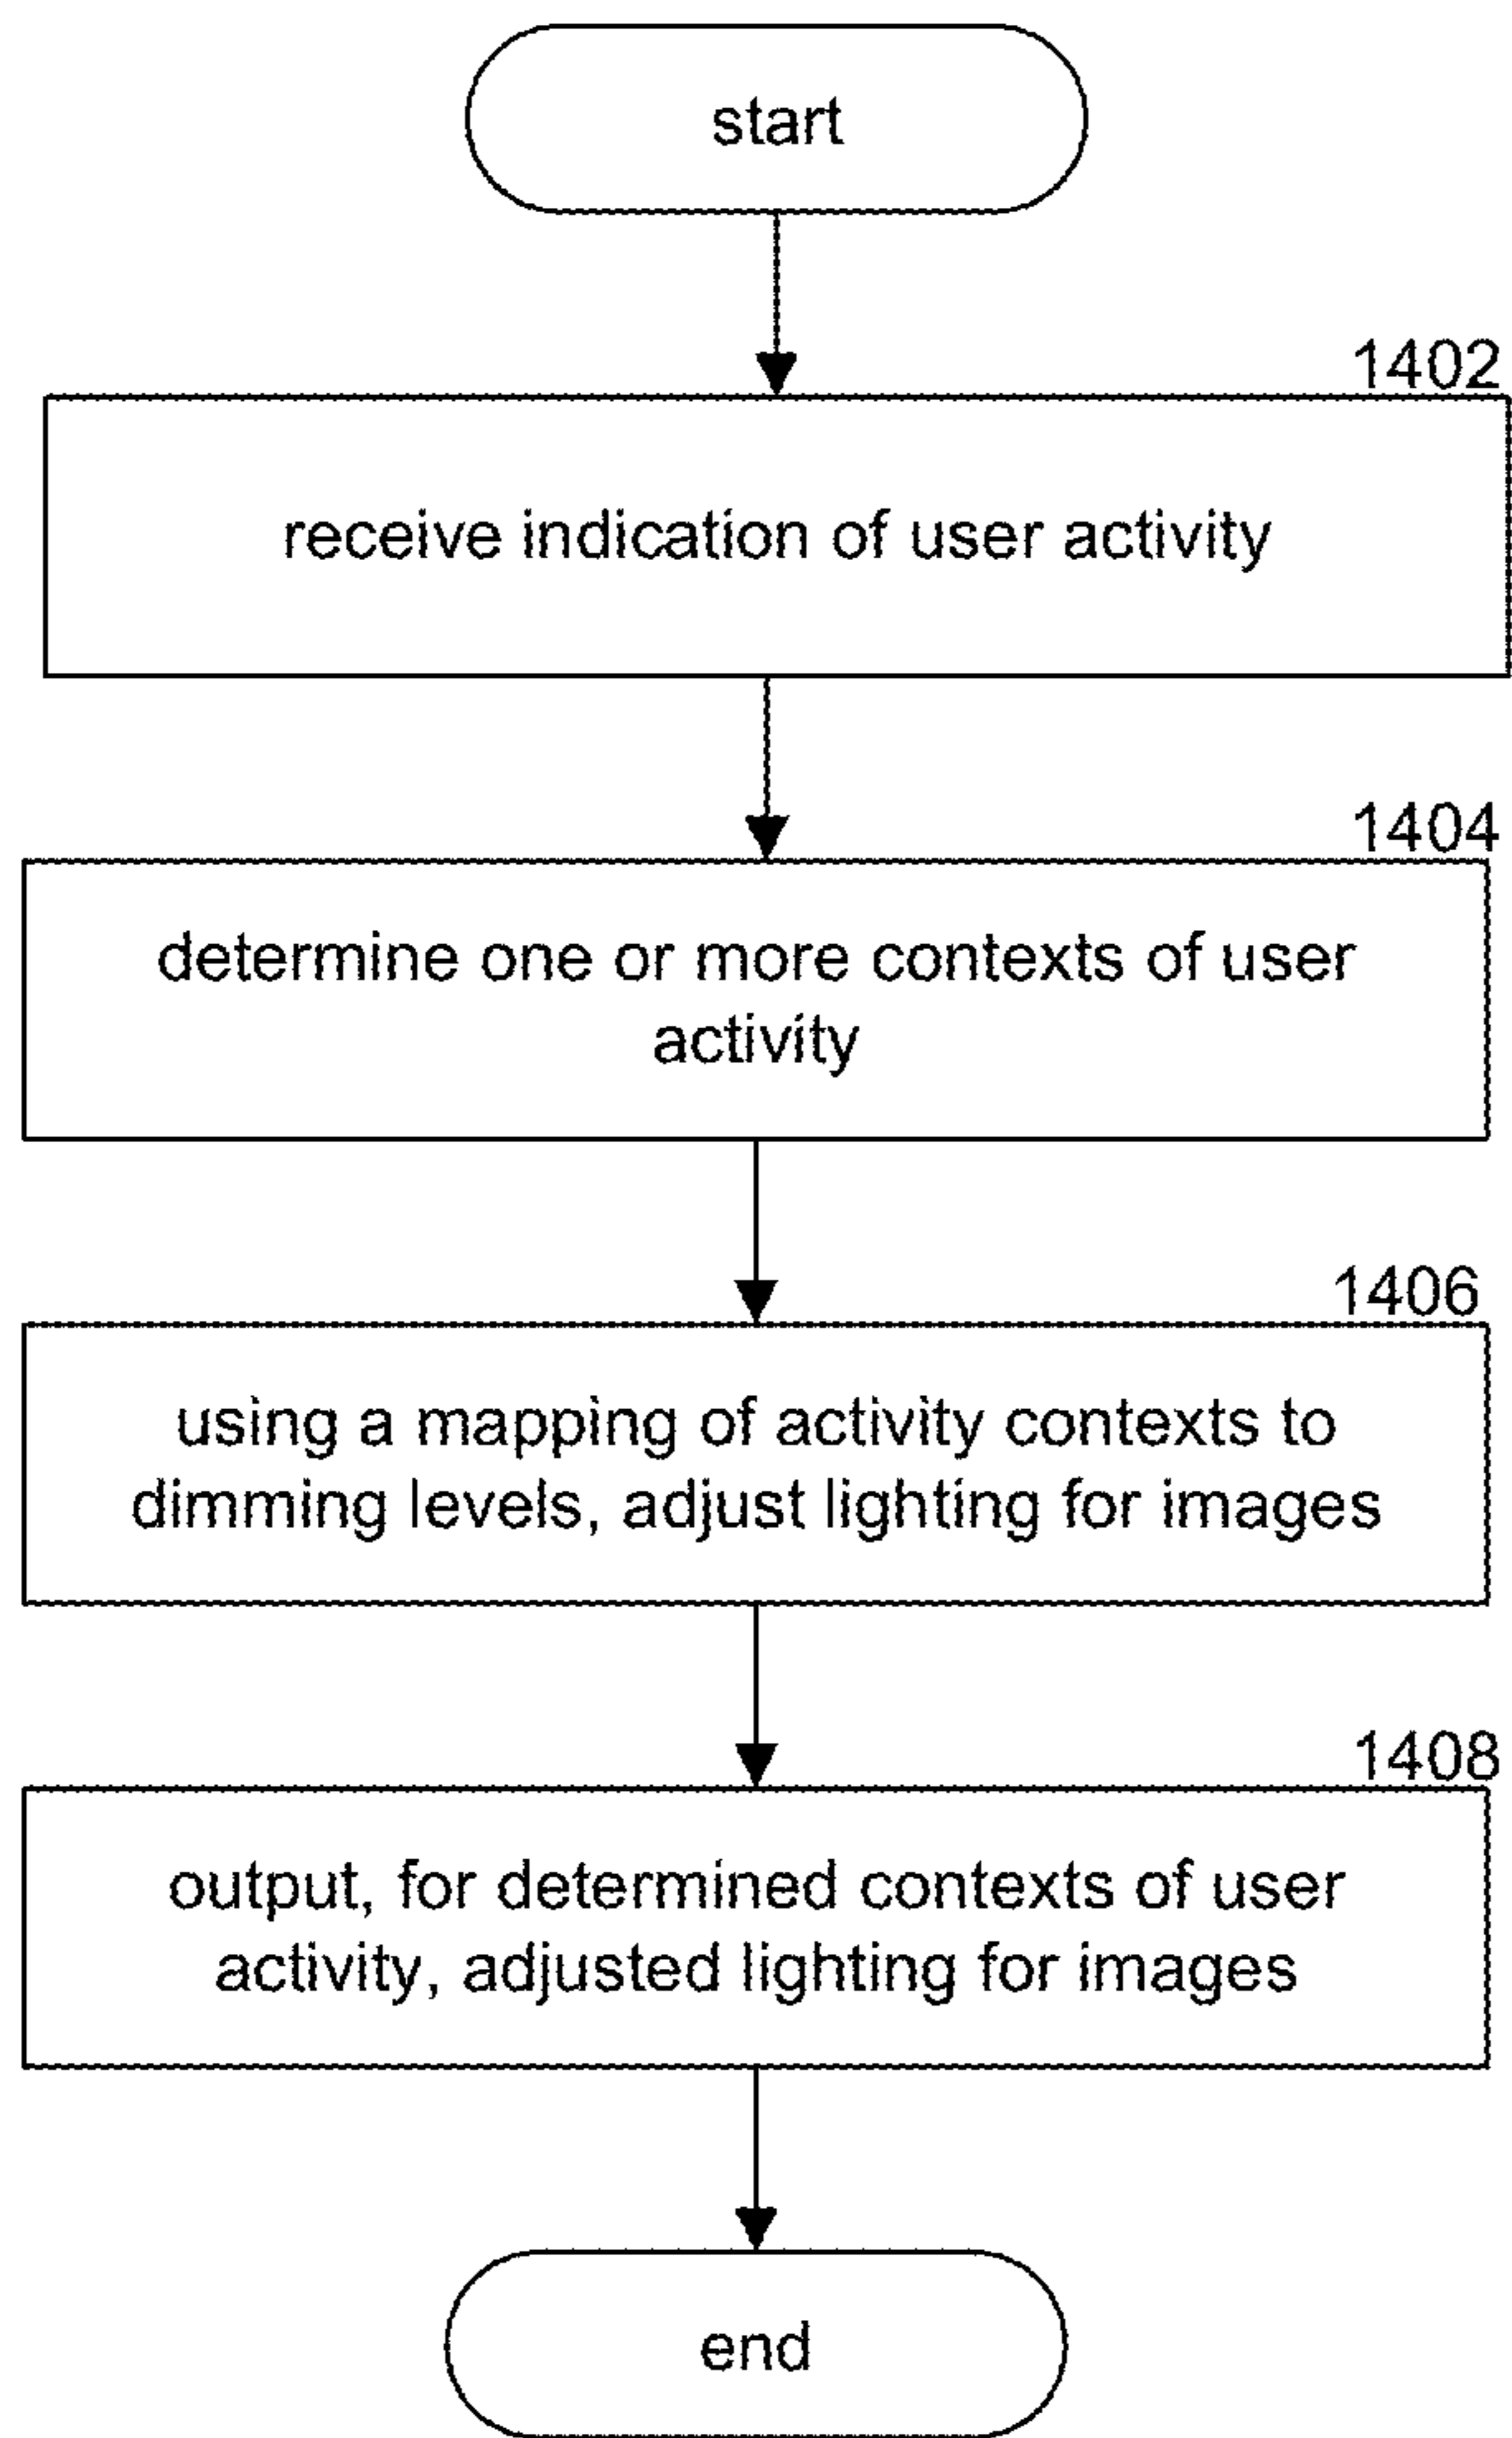 start
1402
receive indication of user activity
1404
determine one or more contexts of user
activity
1406
using a mapping of activity contexts to
dimming levels, adjust lighting for images
1408
output, for determined contexts of user
activity, adjusted lighting for images
end